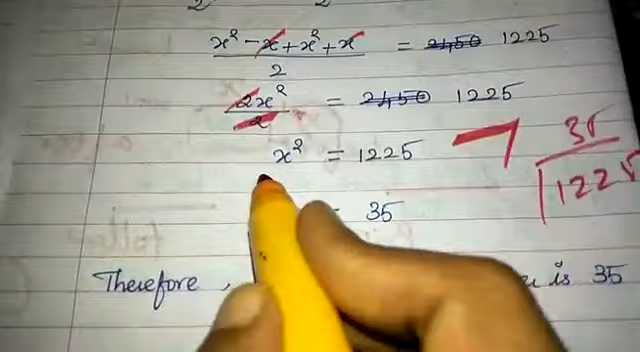 x² - x + x² + x / 2 = 2450 1225
2x² / 2 = 2450 1225
x² = 1225
35
1225
= 35
Therefore, is 35